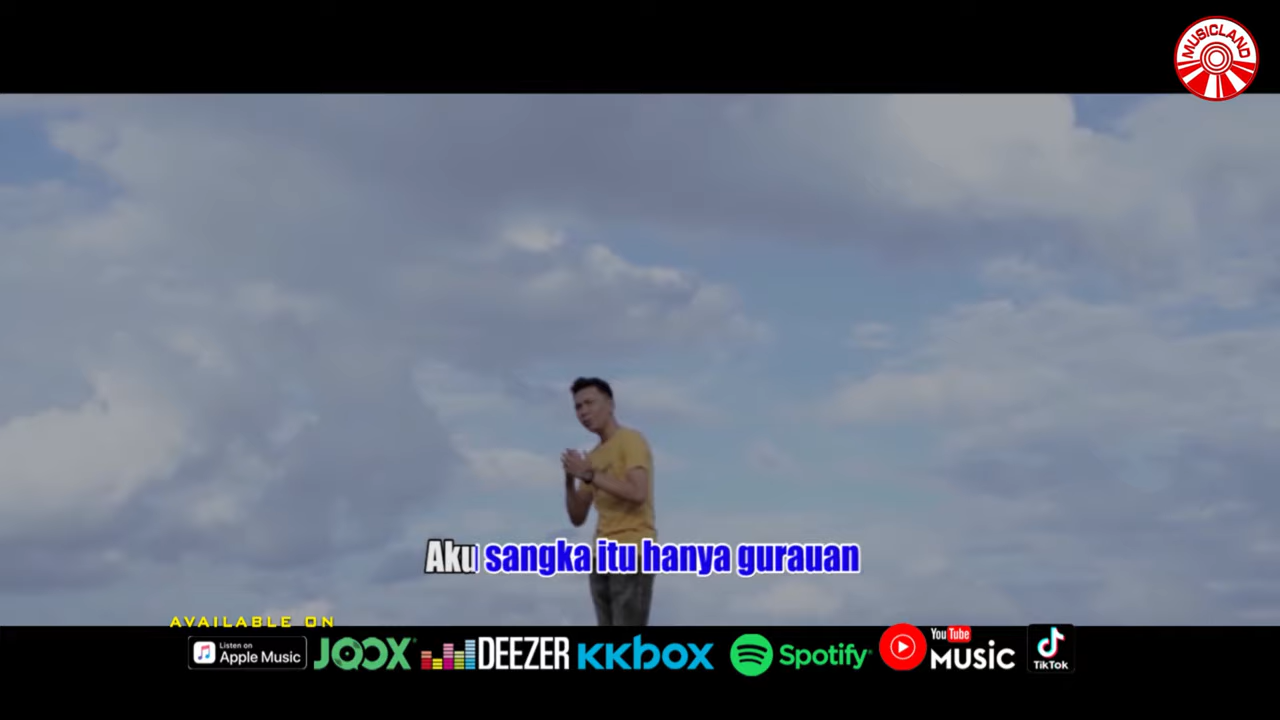 MUSICLAND
Aku sangka itu hanya gurauan
AVAILABLE ON
Listen on
Apple Music
JOOX
DEEZER
KKBOX
Spotify
YouTube
MUSIC
TikTok